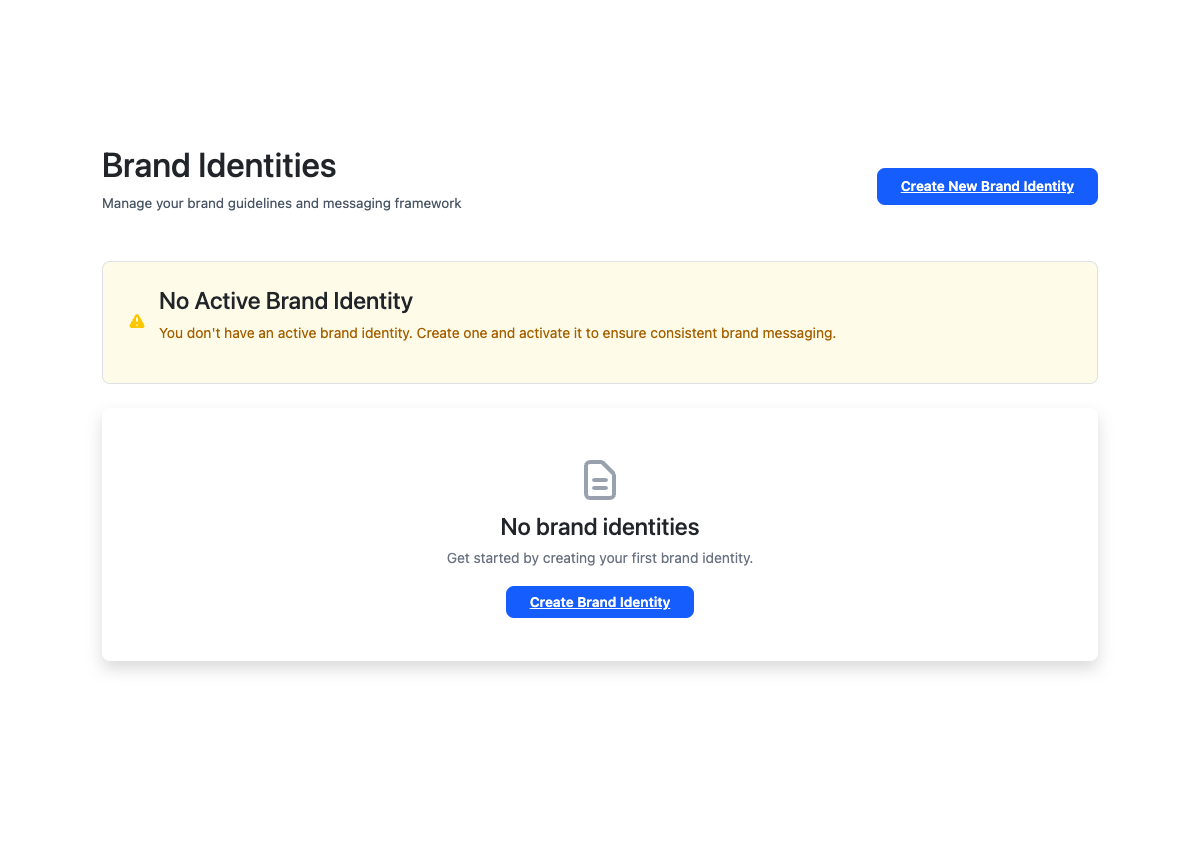 Brand Identities
Manage your brand guidelines and messaging framework
Create New Brand Identity
No Active Brand Identity
You don't have an active brand identity. Create one and activate it to ensure consistent brand messaging.
No brand identities
Get started by creating your first brand identity.
Create Brand Identity